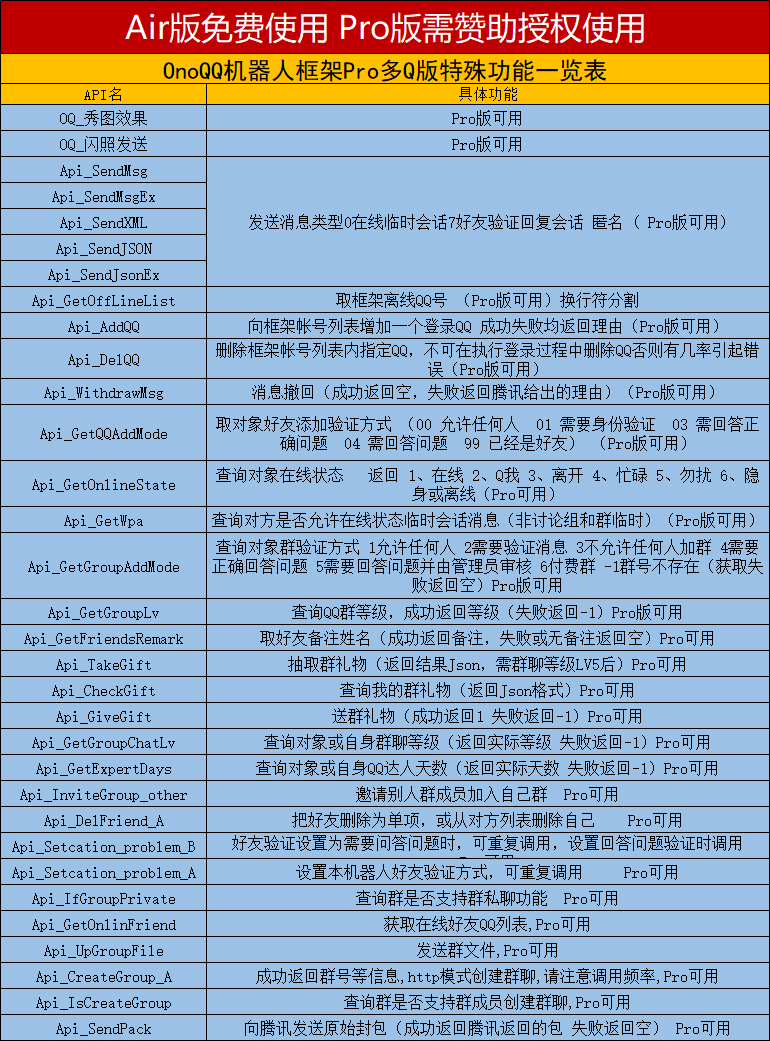 Air版免费使用 Pro版需赞助授权使用
OnoQQ机器人框架Pro多Q版特殊功能一览表
API名 具体功能
OQ_秀图效果 Pro版可用
OQ_闪照发送 Pro版可用
Api_SendMsg
Api_SendMsgEx
Api_SendXML 发送消息类型0在线临时会话7好友验证回复会话 匿名（ Pro版可用）
Api_SendJSON
Api_SendJsonEx
Api_GetOffLineList 取框架离线QQ号 （Pro版可用）换行符分割
Api_AddQQ 向框架帐号列表增加一个登录QQ 成功失败均返回理由（Pro版可用）
Api_DelQQ 删除框架帐号列表内指定QQ，不可在执行登录过程中删除QQ否则有几率引起错
误（Pro版可用）
Api_WithdrawMsg 消息撤回（成功返回空，失败返回腾讯给出的理由）（Pro版可用）
Api_GetQQAddMode 取对象好友添加验证方式 （00 允许任何人 01 需要身份验证 03 需回答正
确问题 04 需回答问题 99 已经是好友） （Pro版可用）
Api_GetOnlineState 查询对象在线状态 返回 1、在线 2、Q我 3、离开 4、忙碌 5、勿扰 6、隐
身或离线（Pro可用）
Api_GetWpa 查询对方是否允许在线状态临时会话消息（非讨论组和群临时）（Pro版可用）
Api_GetGroupAddMode 查询对象群验证方式 1允许任何人 2需要验证消息 3不允许任何人加群 4需要
正确回答问题 5需要回答问题并由管理员审核 6付费群 -1群号不存在（获取失
败返回空）Pro版可用
Api_GetGroupLv 查询QQ群等级，成功返回等级（失败返回-1）Pro版可用
Api_GetFriendsRemark 取好友备注姓名（成功返回备注，失败或无备注返回空）Pro可用
Api_TakeGift 抽取群礼物（返回结果Json，需群聊等级LV5后）Pro可用
Api_CheckGift 查询我的群礼物（返回Json格式）Pro可用
Api_GiveGift 送群礼物（成功返回1 失败返回-1）Pro可用
Api_GetGroupChatLv 查询对象或自身群聊等级（返回实际等级 失败返回-1）Pro可用
Api_GetExpertDays 查询对象或自身QQ达人天数（返回实际天数 失败返回-1）Pro可用
Api_InviteGroup_other 邀请别人群成员加入自己群 Pro可用
Api_DelFriend_A 把好友删除为单项，或从对方列表删除自己 Pro可用
Api_Setcation_problem_B 好友验证设置为需要问答问题时，可重复调用，设置回答问题验证时调用
Api_Setcation_problem_A 设置本机器人好友验证方式，可重复调用 Pro可用
Api_IfGroupPrivate 查询群是否支持群私聊功能 Pro可用
Api_GetOnlinFriend 获取在线好友QQ列表,Pro可用
Api_UpGroupFile 发送群文件,Pro可用
Api_CreateGroup_A 成功返回群号等信息,http模式创建群聊,请注意调用频率,Pro可用
Api_IsCreateGroup 查询群是否支持群成员创建群聊,Pro可用
Api_SendPack 向腾讯发送原始封包（成功返回腾讯返回的包 失败返回空） Pro可用